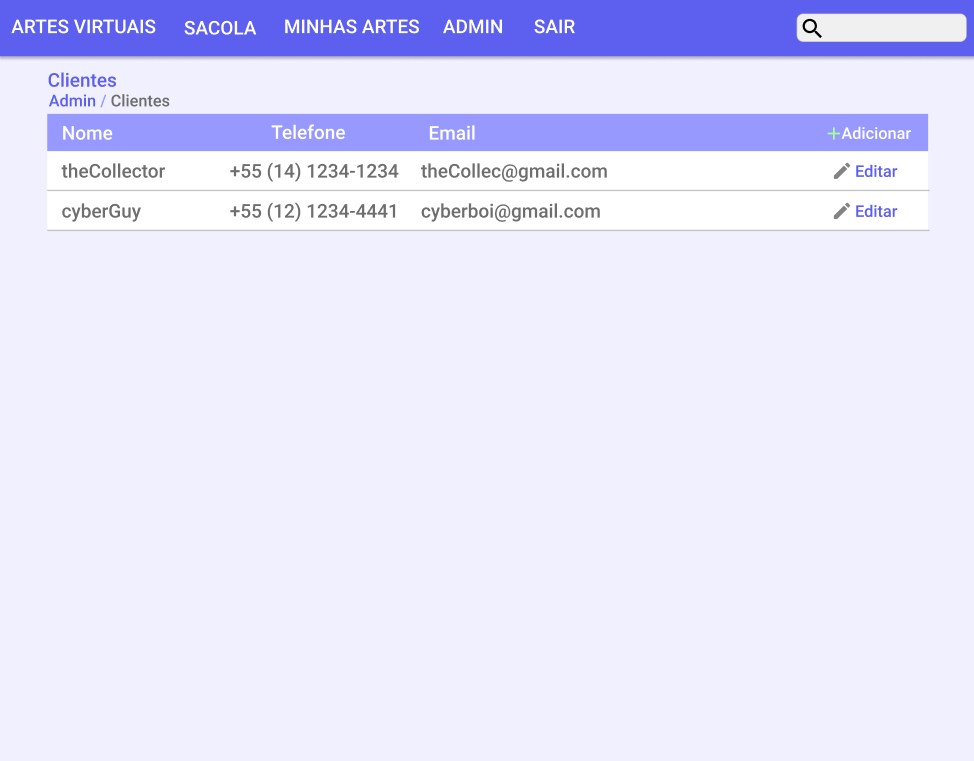 ARTES VIRTUAIS SACOLA MINHAS ARTES ADMIN SAIR
Clientes
Admin / Clientes
Nome Telefone Email +Adicionar
theCollector +55 (14) 1234-1234 theCollec@gmail.com Editar
cyberGuy +55 (12) 1234-4441 cyberboi@gmail.com Editar